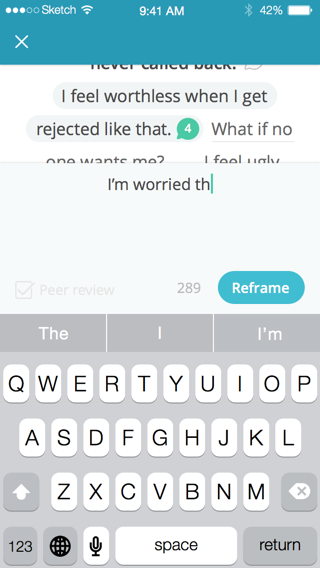 Sketch 9:41 AM 42%
never called back.
I feel worthless when I get
rejected like that. 4 What if no
one wants me? I feel ugly
I'm worried th
Peer review 289 Reframe
The I I'm
Q W E R T Y U I O P
A S D F G H J K L
Z X C V B N M
123 space return